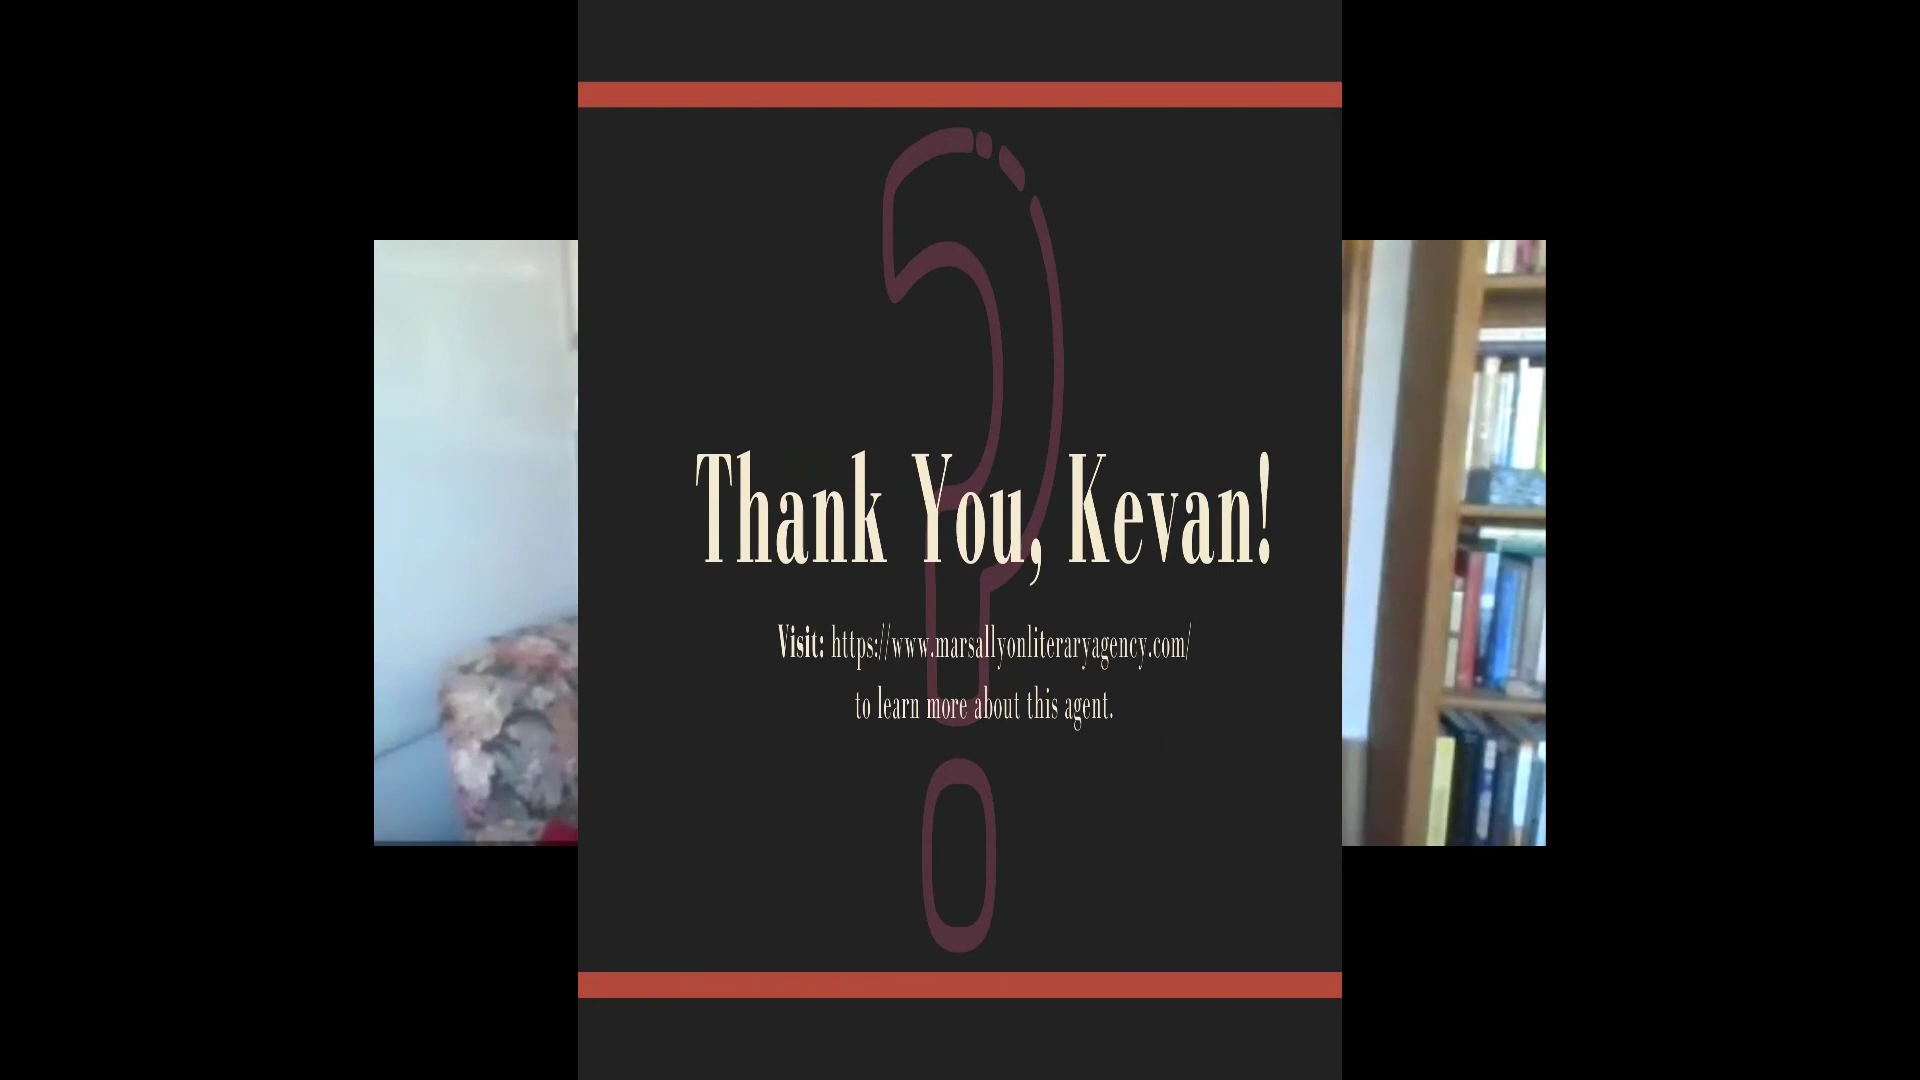 Thank You, Kevan!
Visit: https://www.marsallyonliteraryagency.com/
to learn more about this agent.